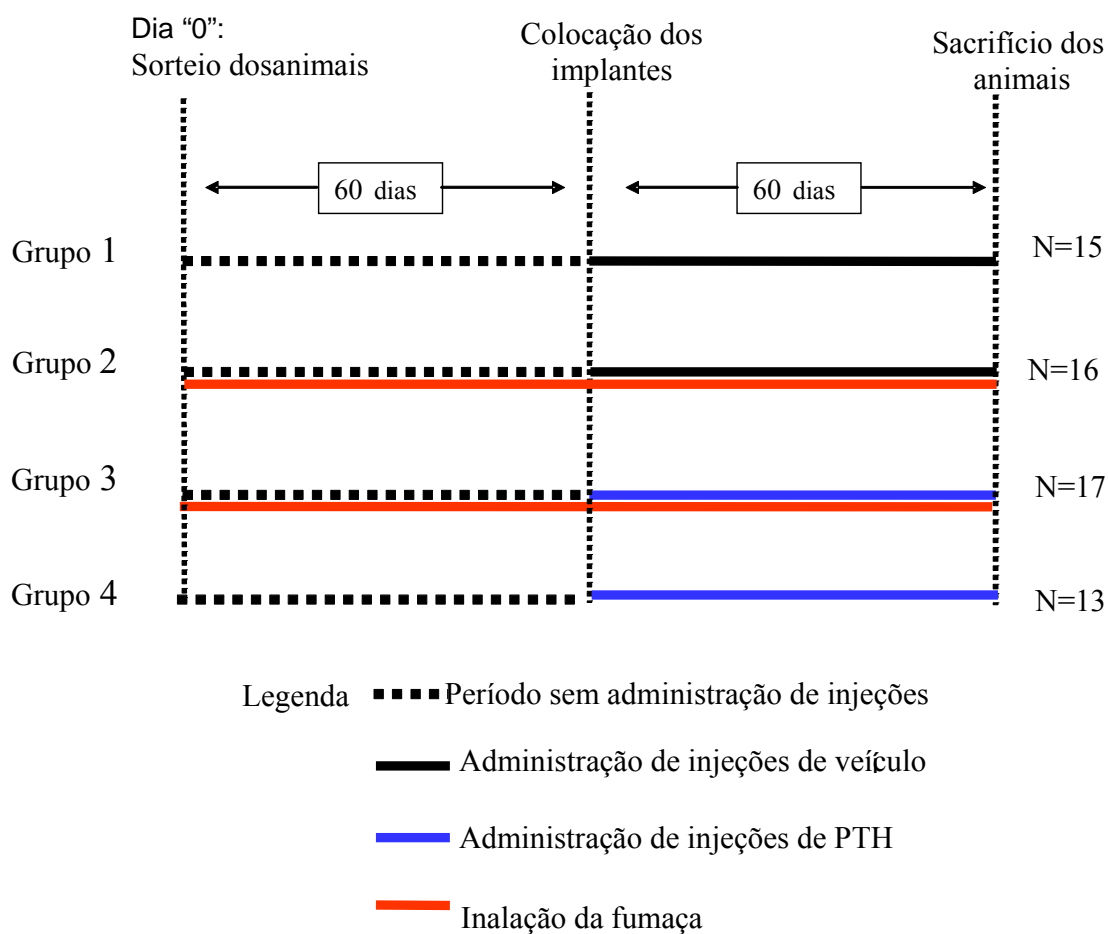 Dia “0”:
Sorteio dosanimais
Colocação dos
implantes
Sacrifício dos
animais
60 dias
60 dias
Grupo 1
N=15
Grupo 2
N=16
Grupo 3
N=17
Grupo 4
N=13
Legenda
Período sem administração de injeções
Administração de injeções de veículo
Administração de injeções de PTH
Inalação da fumaça